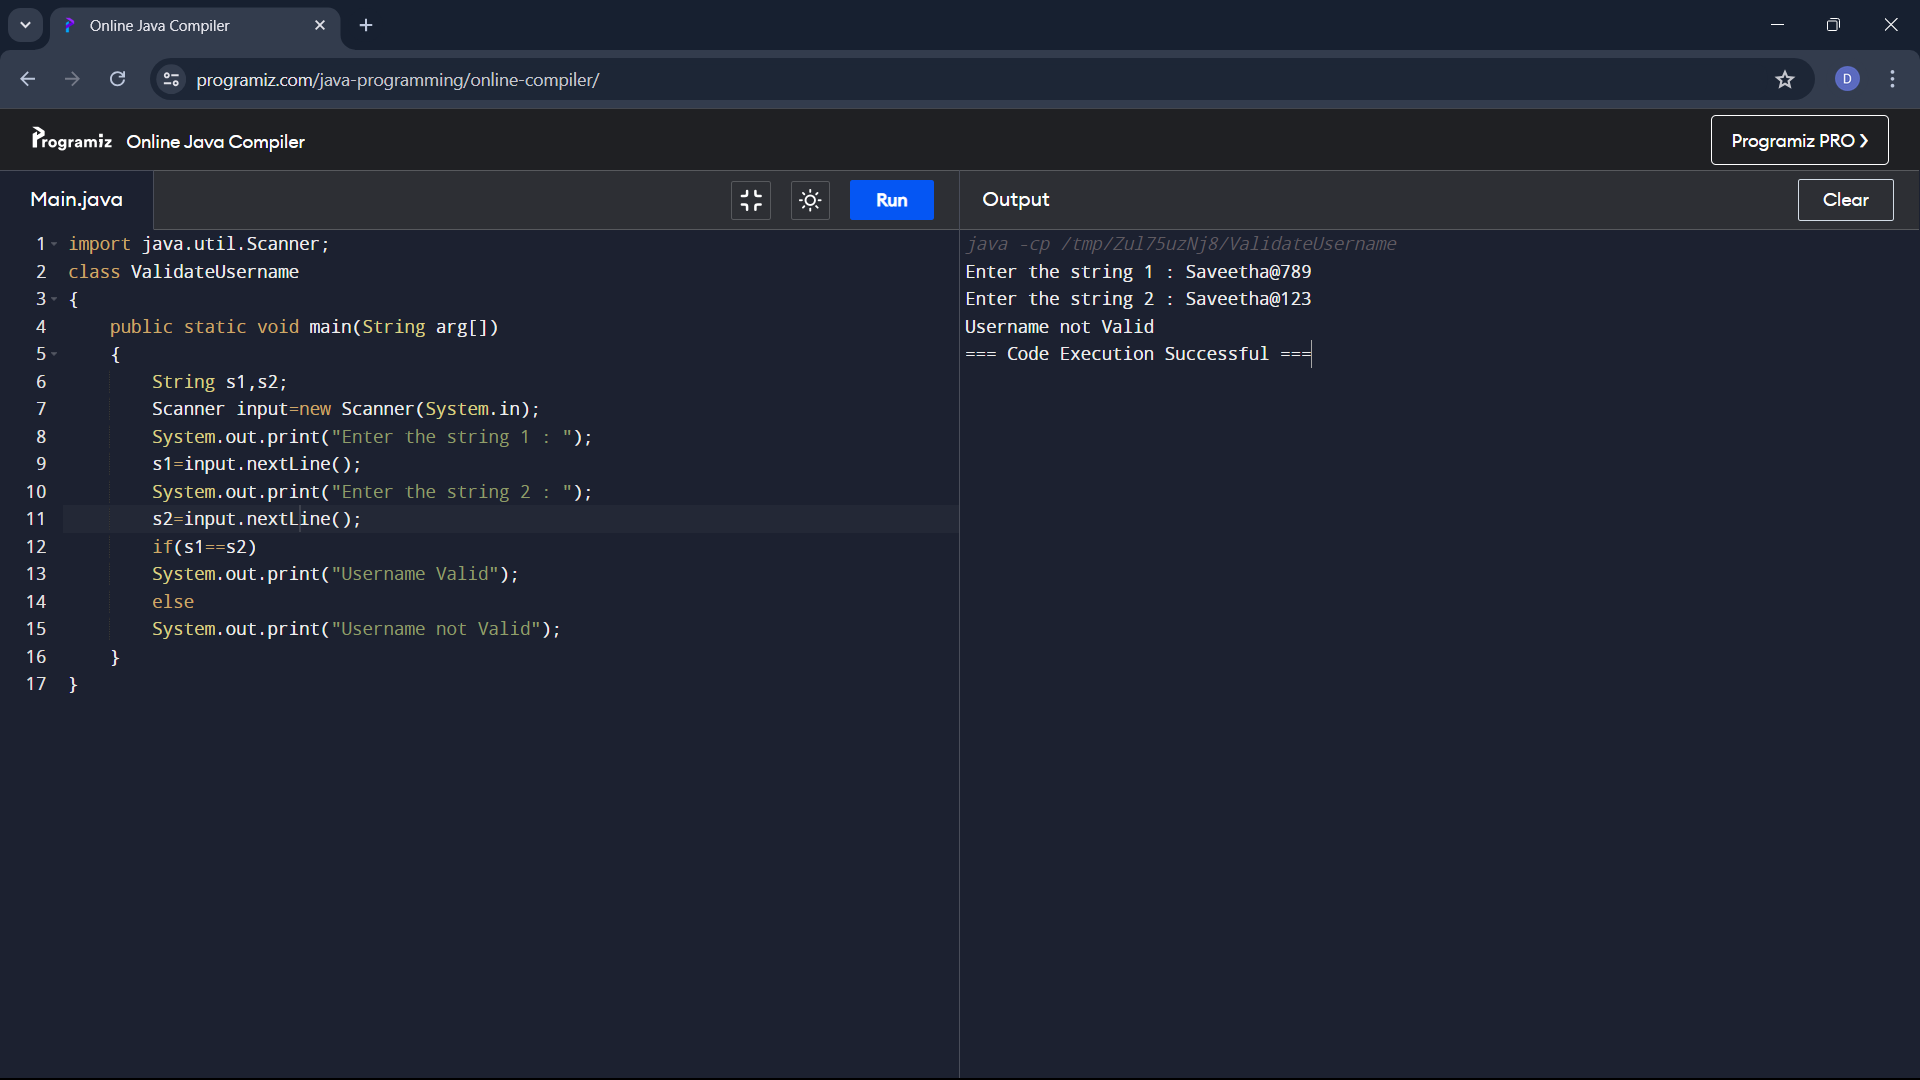 Online Java Compiler
programiz.com/java-programming/online-compiler/
D
Programiz Online Java Compiler
Programiz PRO
Main.java
Run
Output
Clear
1 import java.util.Scanner;
2 class ValidateUsername
3 {
4 public static void main(String arg[])
5 {
6 String s1,s2;
7 Scanner input=new Scanner(System.in);
8 System.out.print("Enter the string 1 : ");
9 s1=input.nextLine();
10 System.out.print("Enter the string 2 : ");
11 s2=input.nextLine();
12 if(s1==s2)
13 System.out.print("Username Valid");
14 else
15 System.out.print("Username not Valid");
16 }
17 }
java -cp /tmp/Zul75uzNj8/ValidateUsername
Enter the string 1 : Saveetha@789
Enter the string 2 : Saveetha@123
Username not Valid
=== Code Execution Successful ===